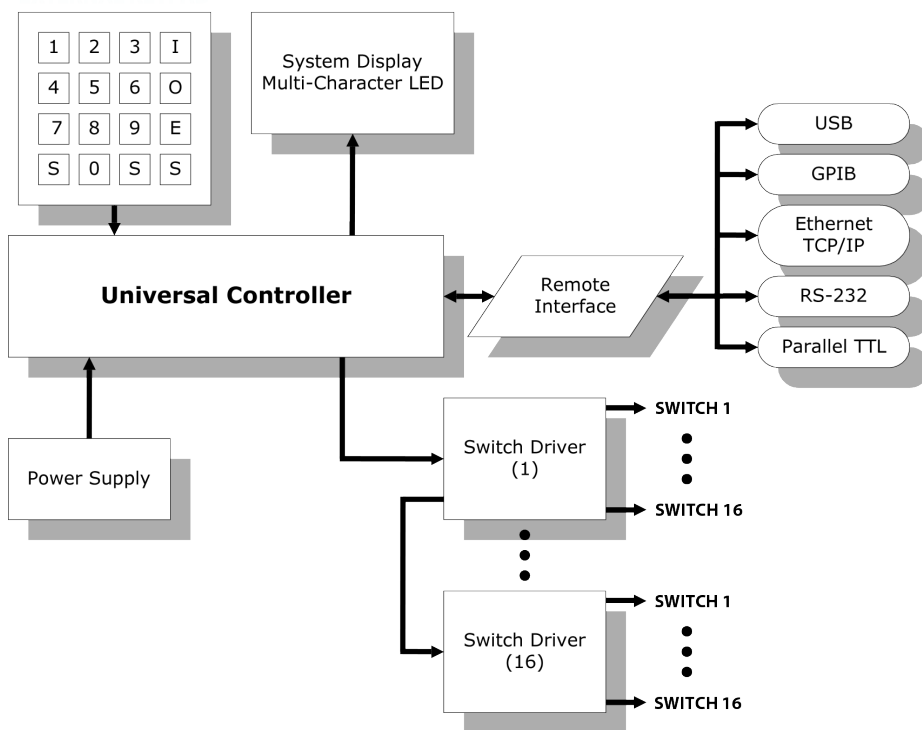 1 2 3 I
4 5 6 O
7 8 9 E
S 0 S S
System Display
Multi-Character LED
Universal Controller
Remote
Interface
USB
GPIB
Ethernet
TCP/IP
RS-232
Parallel TTL
Power Supply
Switch Driver
(1)
SWITCH 1
SWITCH 16
Switch Driver
(16)
SWITCH 1
SWITCH 16